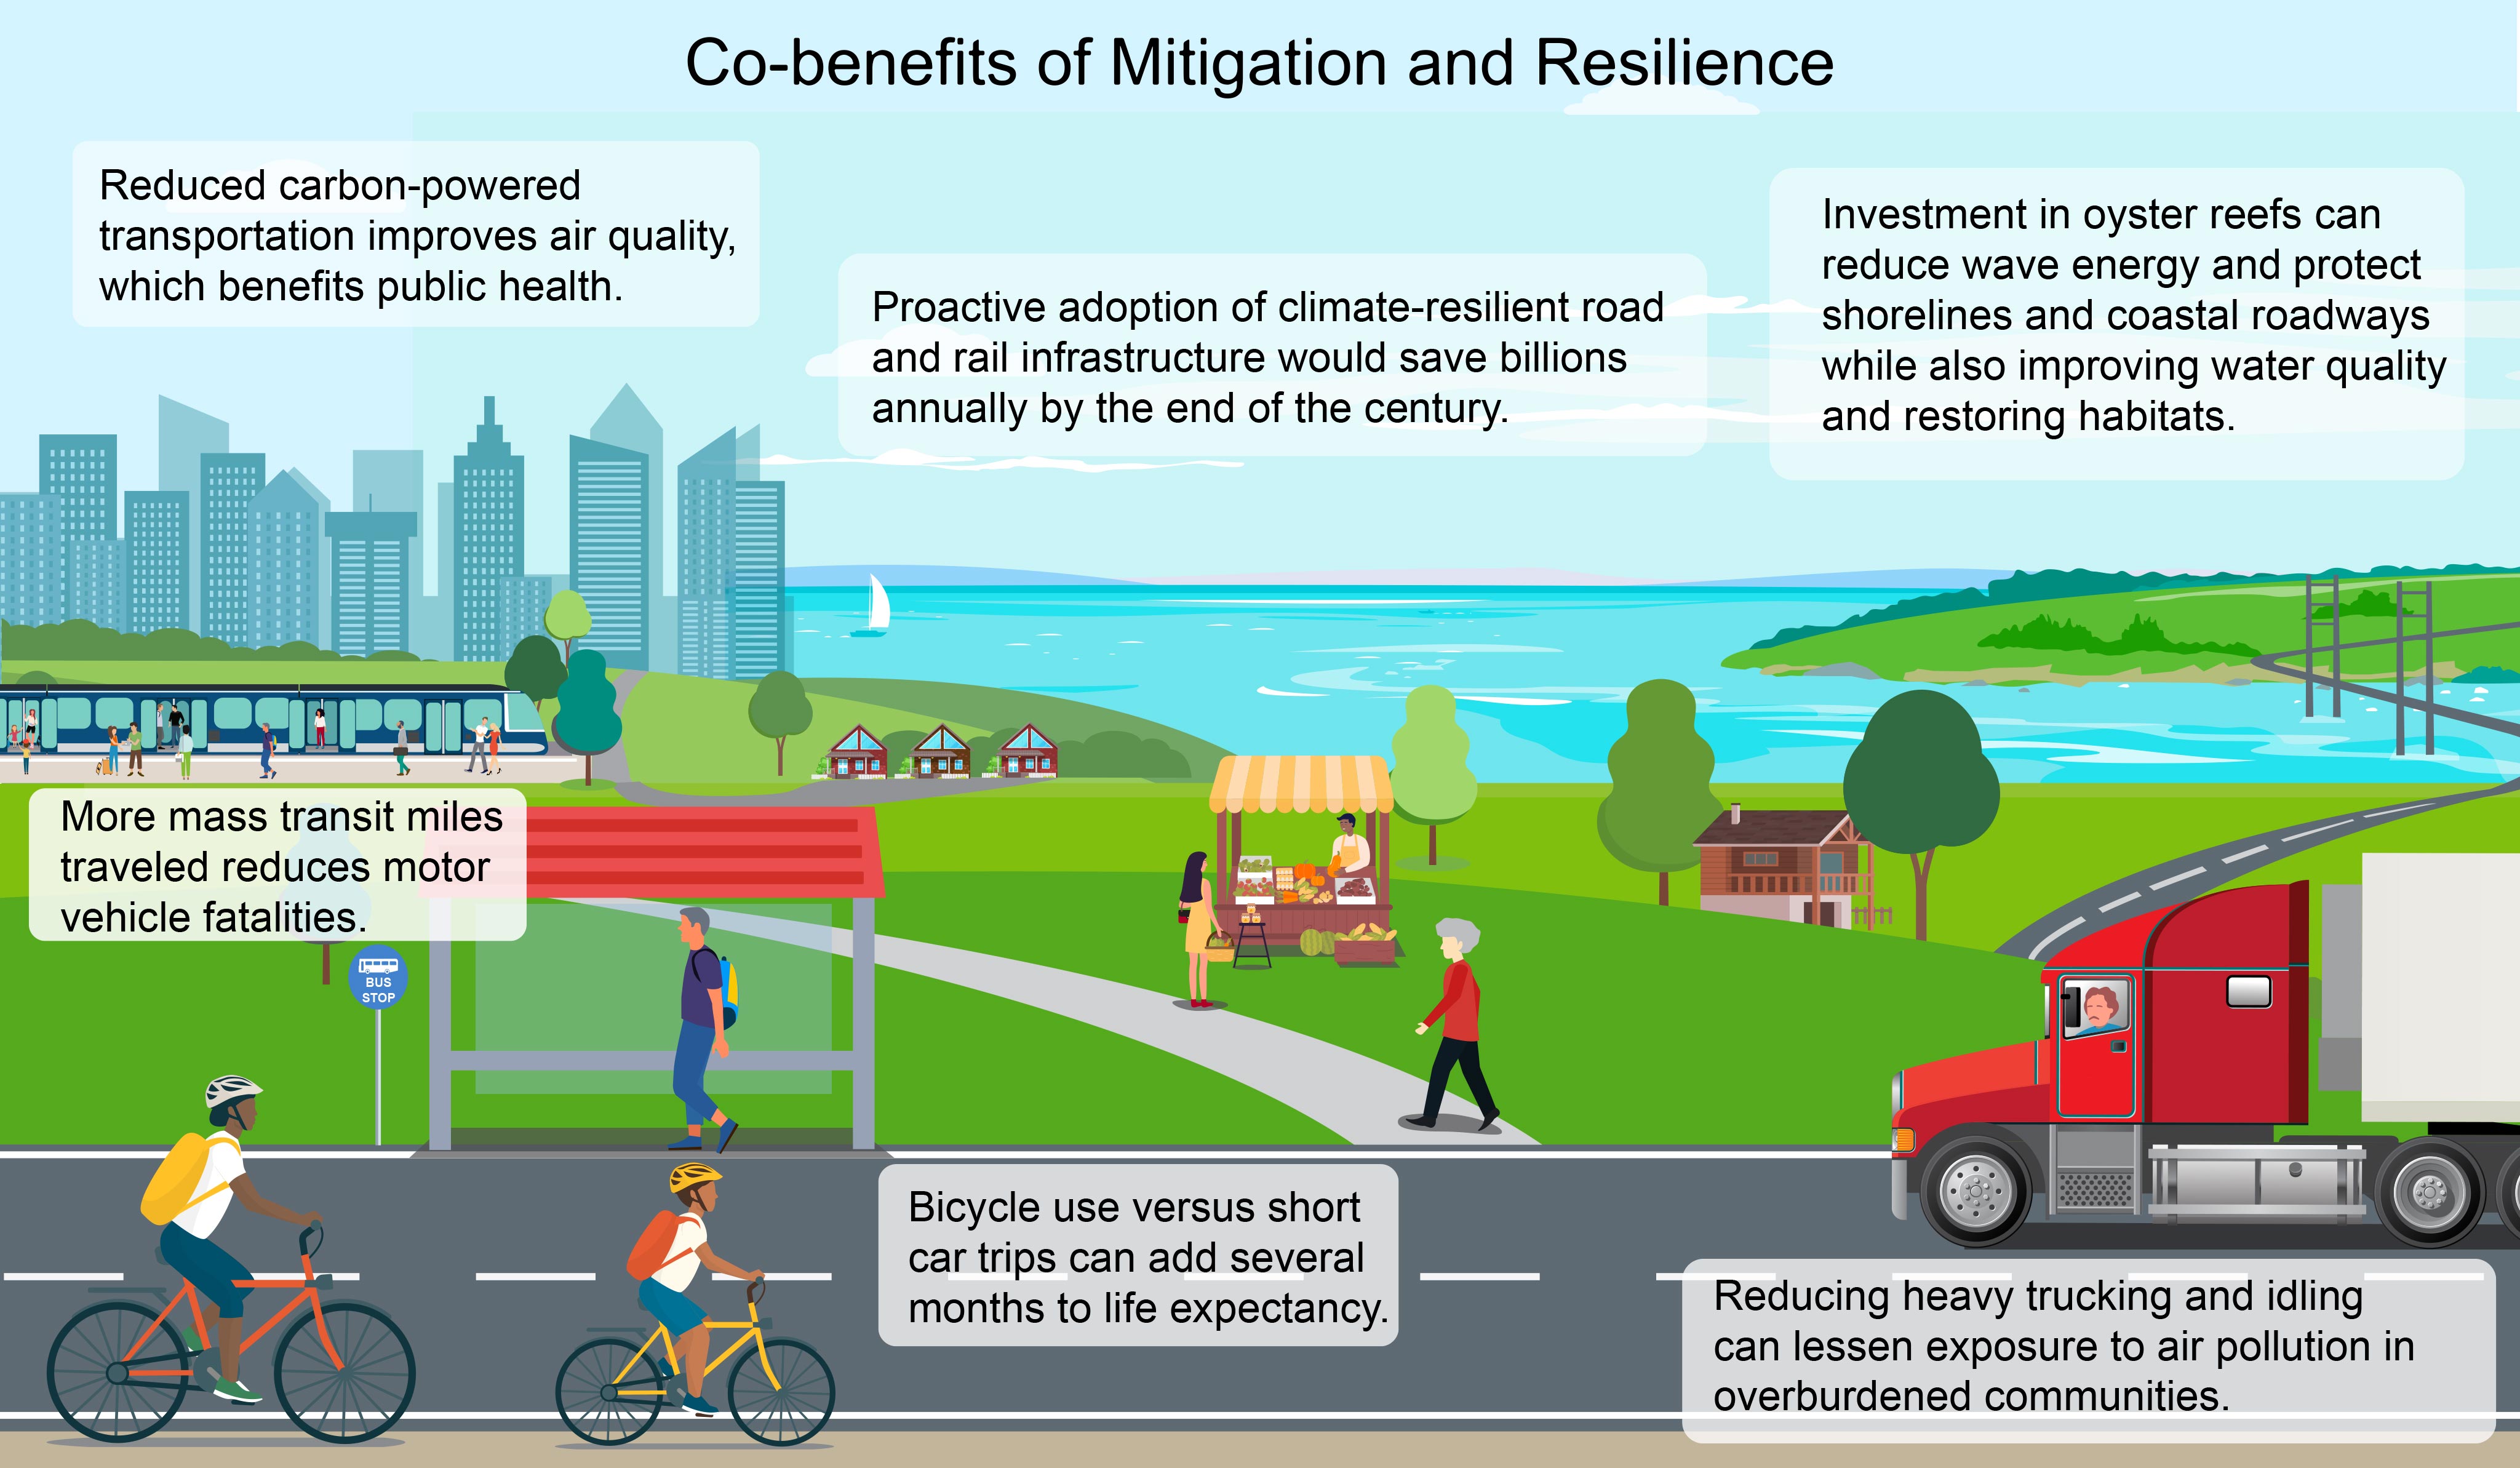 Co-benefits of Mitigation and Resilience
Reduced carbon-powered
transportation improves air quality,
which benefits public health.
Proactive adoption of climate-resilient road
and rail infrastructure would save billions
annually by the end of the century.
Investment in oyster reefs can
reduce wave energy and protect
shorelines and coastal roadways
while also improving water quality
and restoring habitats.
More mass transit miles
traveled reduces motor
vehicle fatalities.
BUS
STOP
Bicycle use versus short
car trips can add several
months to life expectancy.
Reducing heavy trucking and idling
can lessen exposure to air pollution in
overburdened communities.